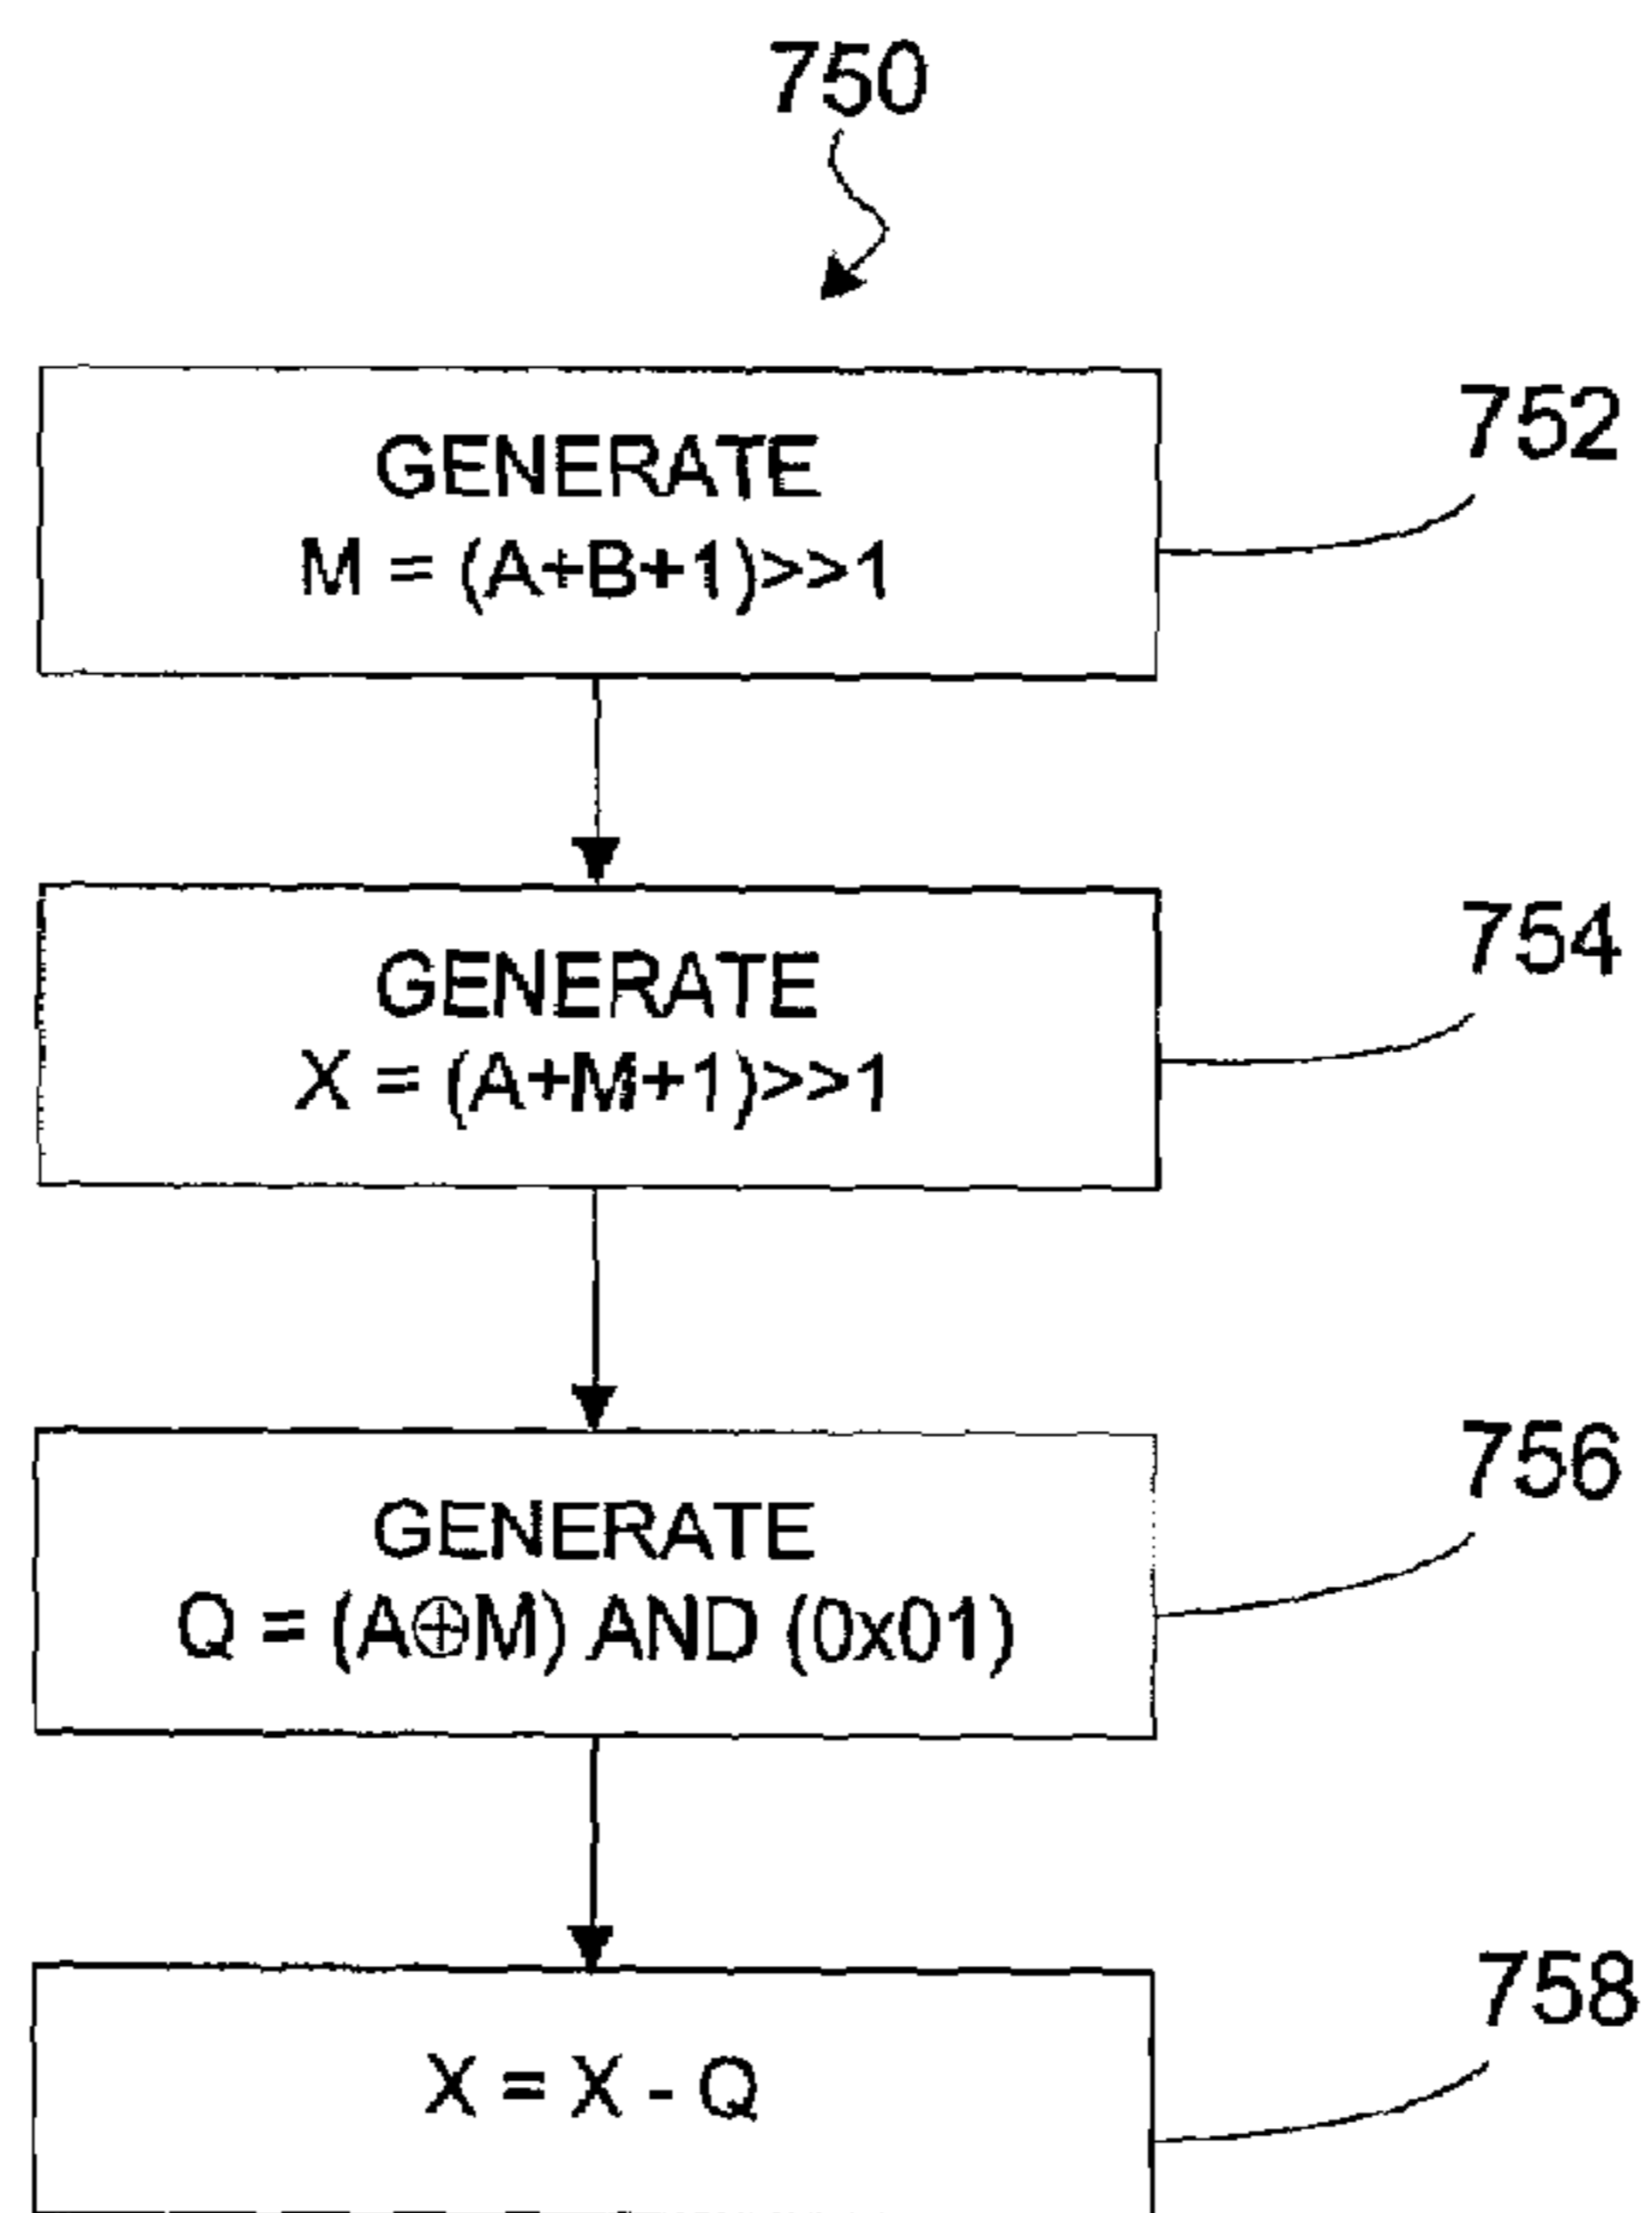 750
GENERATE
M = (A+B+1)>>1
752
GENERATE
X = (A+M+1)>>1
754
GENERATE
Q = (A⊕M) AND (0x01)
756
X = X - Q
758